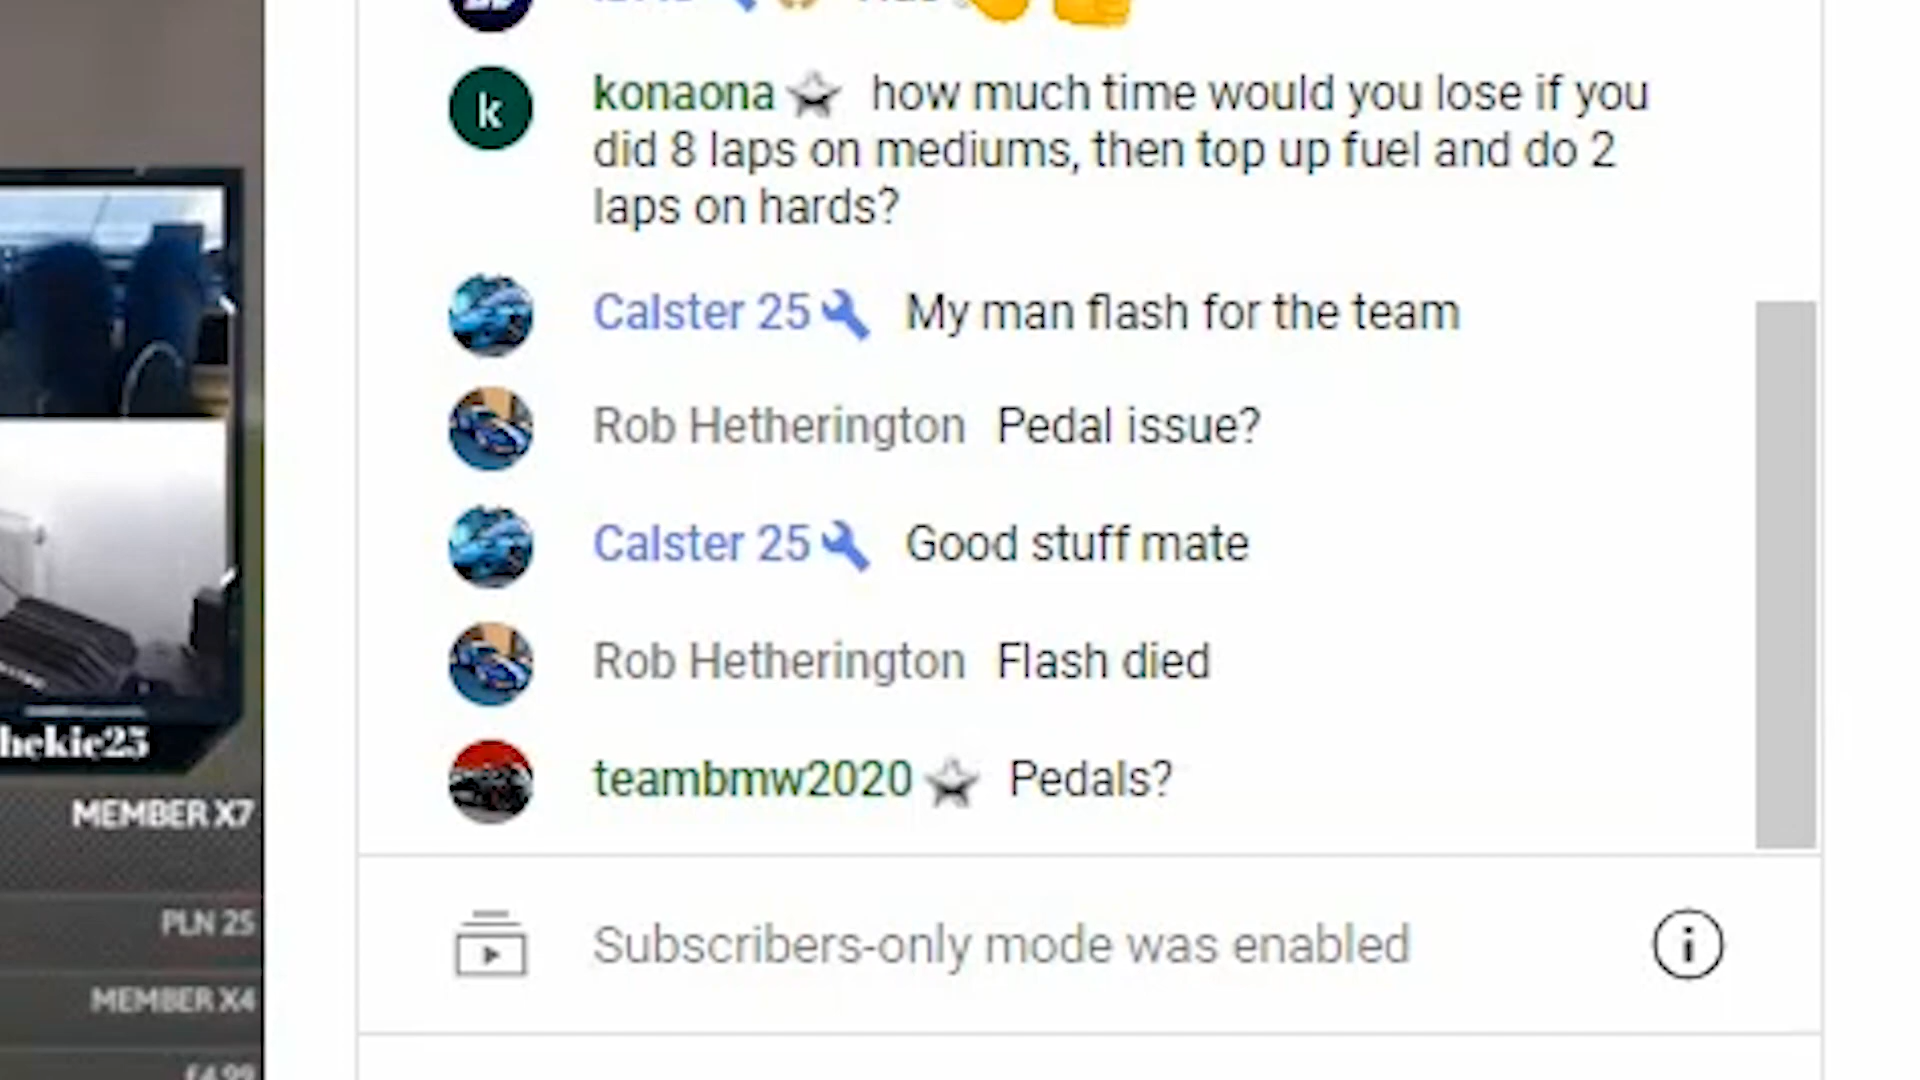 k
konaona how much time would you lose if you
did 8 laps on mediums, then top up fuel and do 2
laps on hards?
Calster 25 My man flash for the team
Rob Hetherington Pedal issue?
Calster 25 Good stuff mate
Rob Hetherington Flash died
teambmw2020 Pedals?
Subscribers-only mode was enabled
hekie25
MEMBER X7
PLN 25
MEMBER X4
£4.99